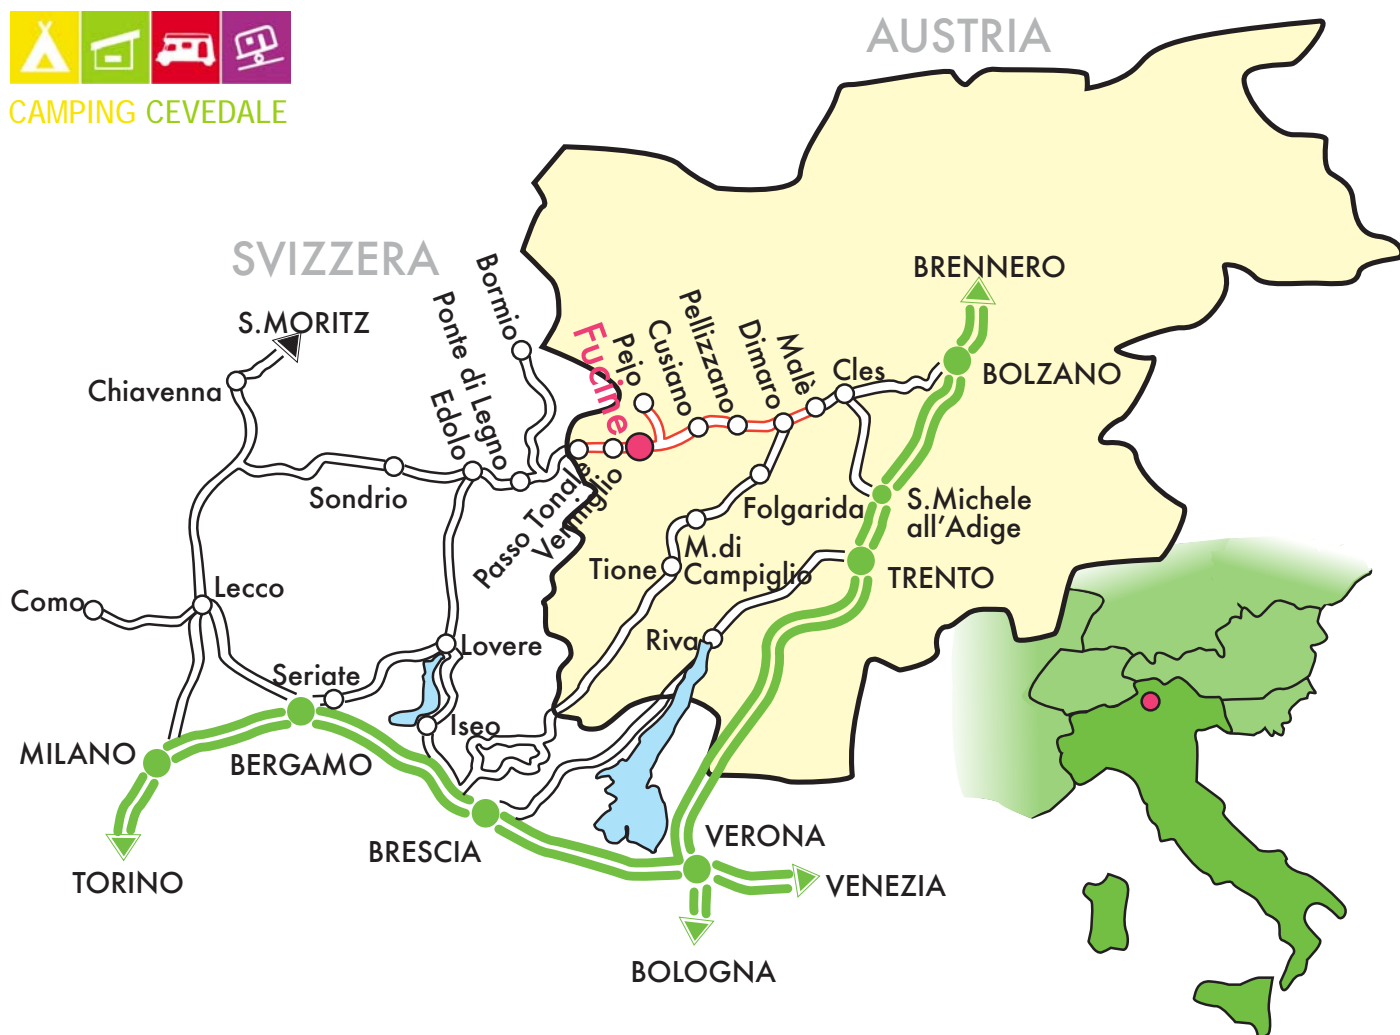 CAMPING CEVEDALE
AUSTRIA
SVIZZERA
BRENNERO
S.MORITZ
Chiavenna
Bormio
Ponte di Legno
Edolo
Fucine
Pejo
Cusiano
Pellizzano
Dimaro
Malè
Cles
BOLZANO
Sondrio
Passo Tonale
Vermiglio
Folgarida
S.Michele
all'Adige
M.di
Campiglio
Tione
TRENTO
Como
Lecco
Riva
Lovere
Seriate
Iseo
MILANO
BERGAMO
BRESCIA
VERONA
TORINO
VENEZIA
BOLOGNA